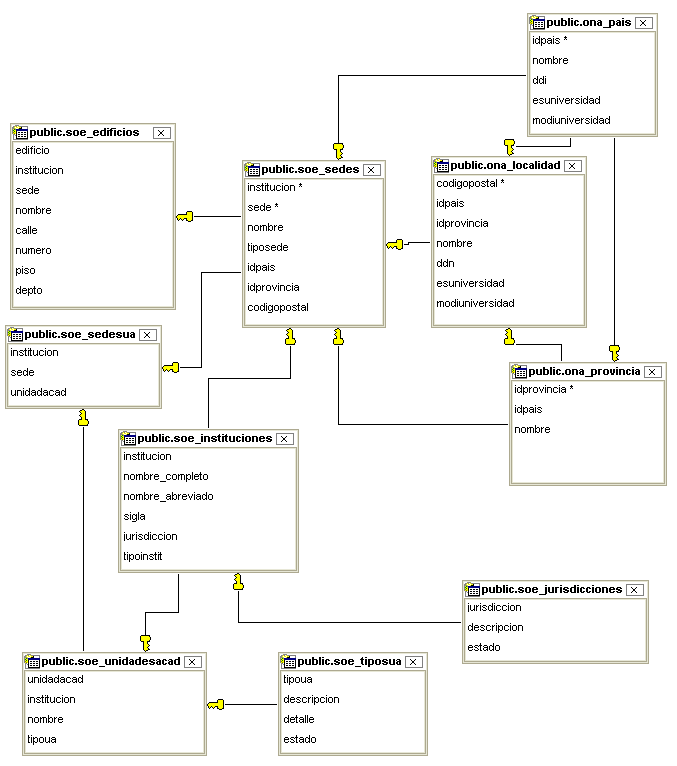 public.ona_pais
idpais *
nombre
ddi
esuniversidad
modiuniversidad
public.soe_edificios
edificio
institucion
sede
nombre
calle
numero
piso
depto
public.soe_sedes
institucion *
sede *
nombre
tiposede
idpais
idprovincia
codigopostal
public.ona_localidad
codigopostal *
idpais
idprovincia
nombre
ddn
esuniversidad
modiuniversidad
public.soe_sedesua
institucion
sede
unidadacad
public.ona_provincia
idprovincia *
idpais
nombre
public.soe_instituciones
institucion
nombre_completo
nombre_abreviado
sigla
jurisdiccion
tipoinstit
public.soe_jurisdicciones
jurisdiccion
descripcion
estado
public.soe_unidadesacad
unidadacad
institucion
nombre
tipoua
public.soe_tiposua
tipoua
descripcion
detalle
estado